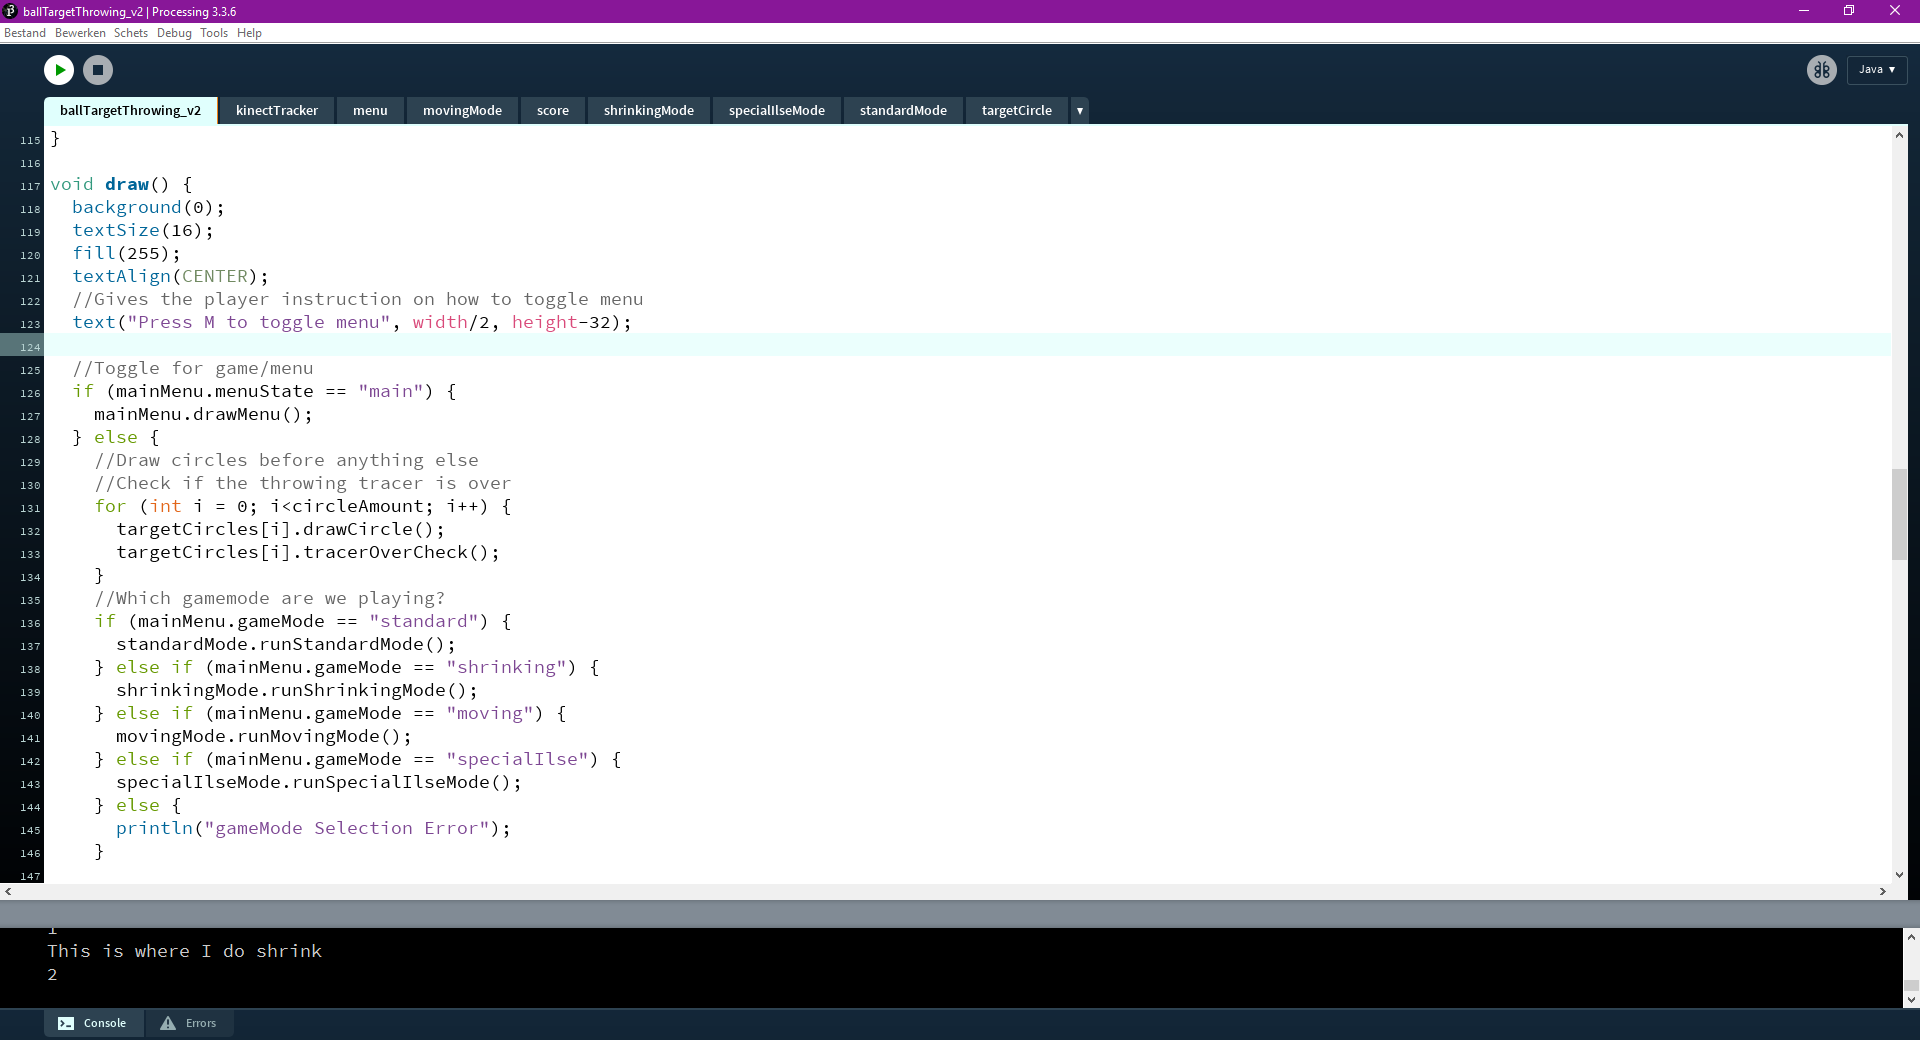 ballTargetThrowing_v2 | Processing 3.3.6
Bestand Bewerken Schets Debug Tools Help
Java ▼
ballTargetThrowing_v2 kinectTracker menu movingMode score shrinkingMode specialIlseMode standardMode targetCircle ▼
115 }
116
117 void draw() {
118   background(0);
119   textSize(16);
120   fill(255);
121   textAlign(CENTER);
122   //Gives the player instruction on how to toggle menu
123   text("Press M to toggle menu", width/2, height-32);
124
125   //Toggle for game/menu
126   if (mainMenu.menuState == "main") {
127     mainMenu.drawMenu();
128   } else {
129     //Draw circles before anything else
130     //Check if the throwing tracer is over
131     for (int i = 0; i<circleAmount; i++) {
132       targetCircles[i].drawCircle();
133       targetCircles[i].tracerOverCheck();
134     }
135     //Which gamemode are we playing?
136     if (mainMenu.gameMode == "standard") {
137       standardMode.runStandardMode();
138     } else if (mainMenu.gameMode == "shrinking") {
139       shrinkingMode.runShrinkingMode();
140     } else if (mainMenu.gameMode == "moving") {
141       movingMode.runMovingMode();
142     } else if (mainMenu.gameMode == "specialIlse") {
143       specialIlseMode.runSpecialIlseMode();
144     } else {
145       println("gameMode Selection Error");
146     }
147
This is where I do shrink
2
Console Errors